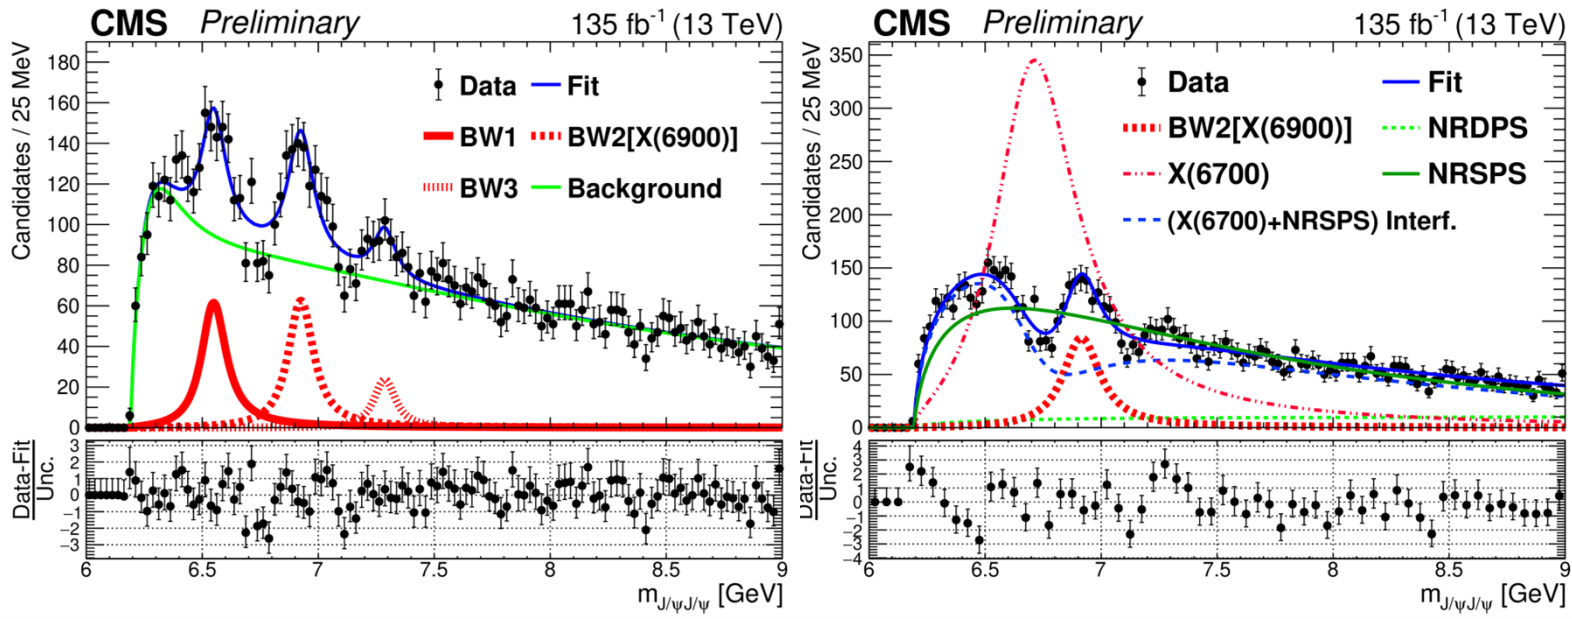 CMS Preliminary 135 fb⁻¹ (13 TeV)
Candidates / 25 MeV
180
160
140
120
100
80
60
40
20
0
Data Fit
BW1 BW2[X(6900)]
BW3 Background
Data-Fit
Unc.
3
2
1
0
−1
−2
−3
6 6.5 7 7.5 8 8.5 9
m J/ψJ/ψ [GeV]
CMS Preliminary 135 fb⁻¹ (13 TeV)
Candidates / 25 MeV
350
300
250
200
150
100
50
0
Data Fit
BW2[X(6900)] NRDPS
X(6700) NRSPS
(X(6700)+NRSPS) Interf.
Data-Fit
Unc.
4
3
2
1
0
−1
−2
−3
−4
6 6.5 7 7.5 8 8.5 9
m J/ψJ/ψ [GeV]